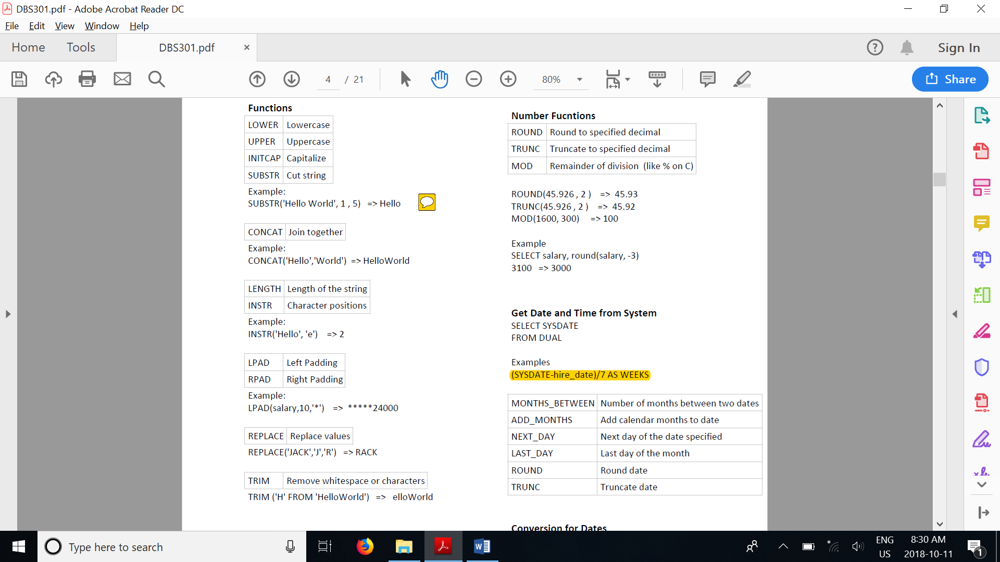 DBS301.pdf - Adobe Acrobat Reader DC
File Edit View Window Help
Home Tools DBS301.pdf × Sign In
4 / 21 80% Share
Functions
LOWER Lowercase
UPPER Uppercase
INITCAP Capitalize
SUBSTR Cut string
Example:
SUBSTR('Hello World', 1 , 5) => Hello
CONCAT Join together
Example:
CONCAT('Hello','World') => HelloWorld
LENGTH Length of the string
INSTR Character positions
Example:
INSTR('Hello', 'e') => 2
LPAD Left Padding
RPAD Right Padding
Example:
LPAD(salary,10,'*') => *****24000
REPLACE Replace values
REPLACE('JACK','J','R') => RACK
TRIM Remove whitespace or characters
TRIM ('H' FROM 'HelloWorld') => elloWorld
Number Fucntions
ROUND Round to specified decimal
TRUNC Truncate to specified decimal
MOD Remainder of division (like % on C)
ROUND(45.926 , 2 ) => 45.93
TRUNC(45.926 , 2 ) => 45.92
MOD(1600, 300) => 100
Example
SELECT salary, round(salary, -3)
3100 => 3000
Get Date and Time from System
SELECT SYSDATE
FROM DUAL
Examples
(SYSDATE-hire_date)/7 AS WEEKS
MONTHS_BETWEEN Number of months between two dates
ADD_MONTHS Add calendar months to date
NEXT_DAY Next day of the date specified
LAST_DAY Last day of the month
ROUND Round date
TRUNC Truncate date
Conversion for Dates
Type here to search
ENG
US
8:30 AM
2018-10-11
1